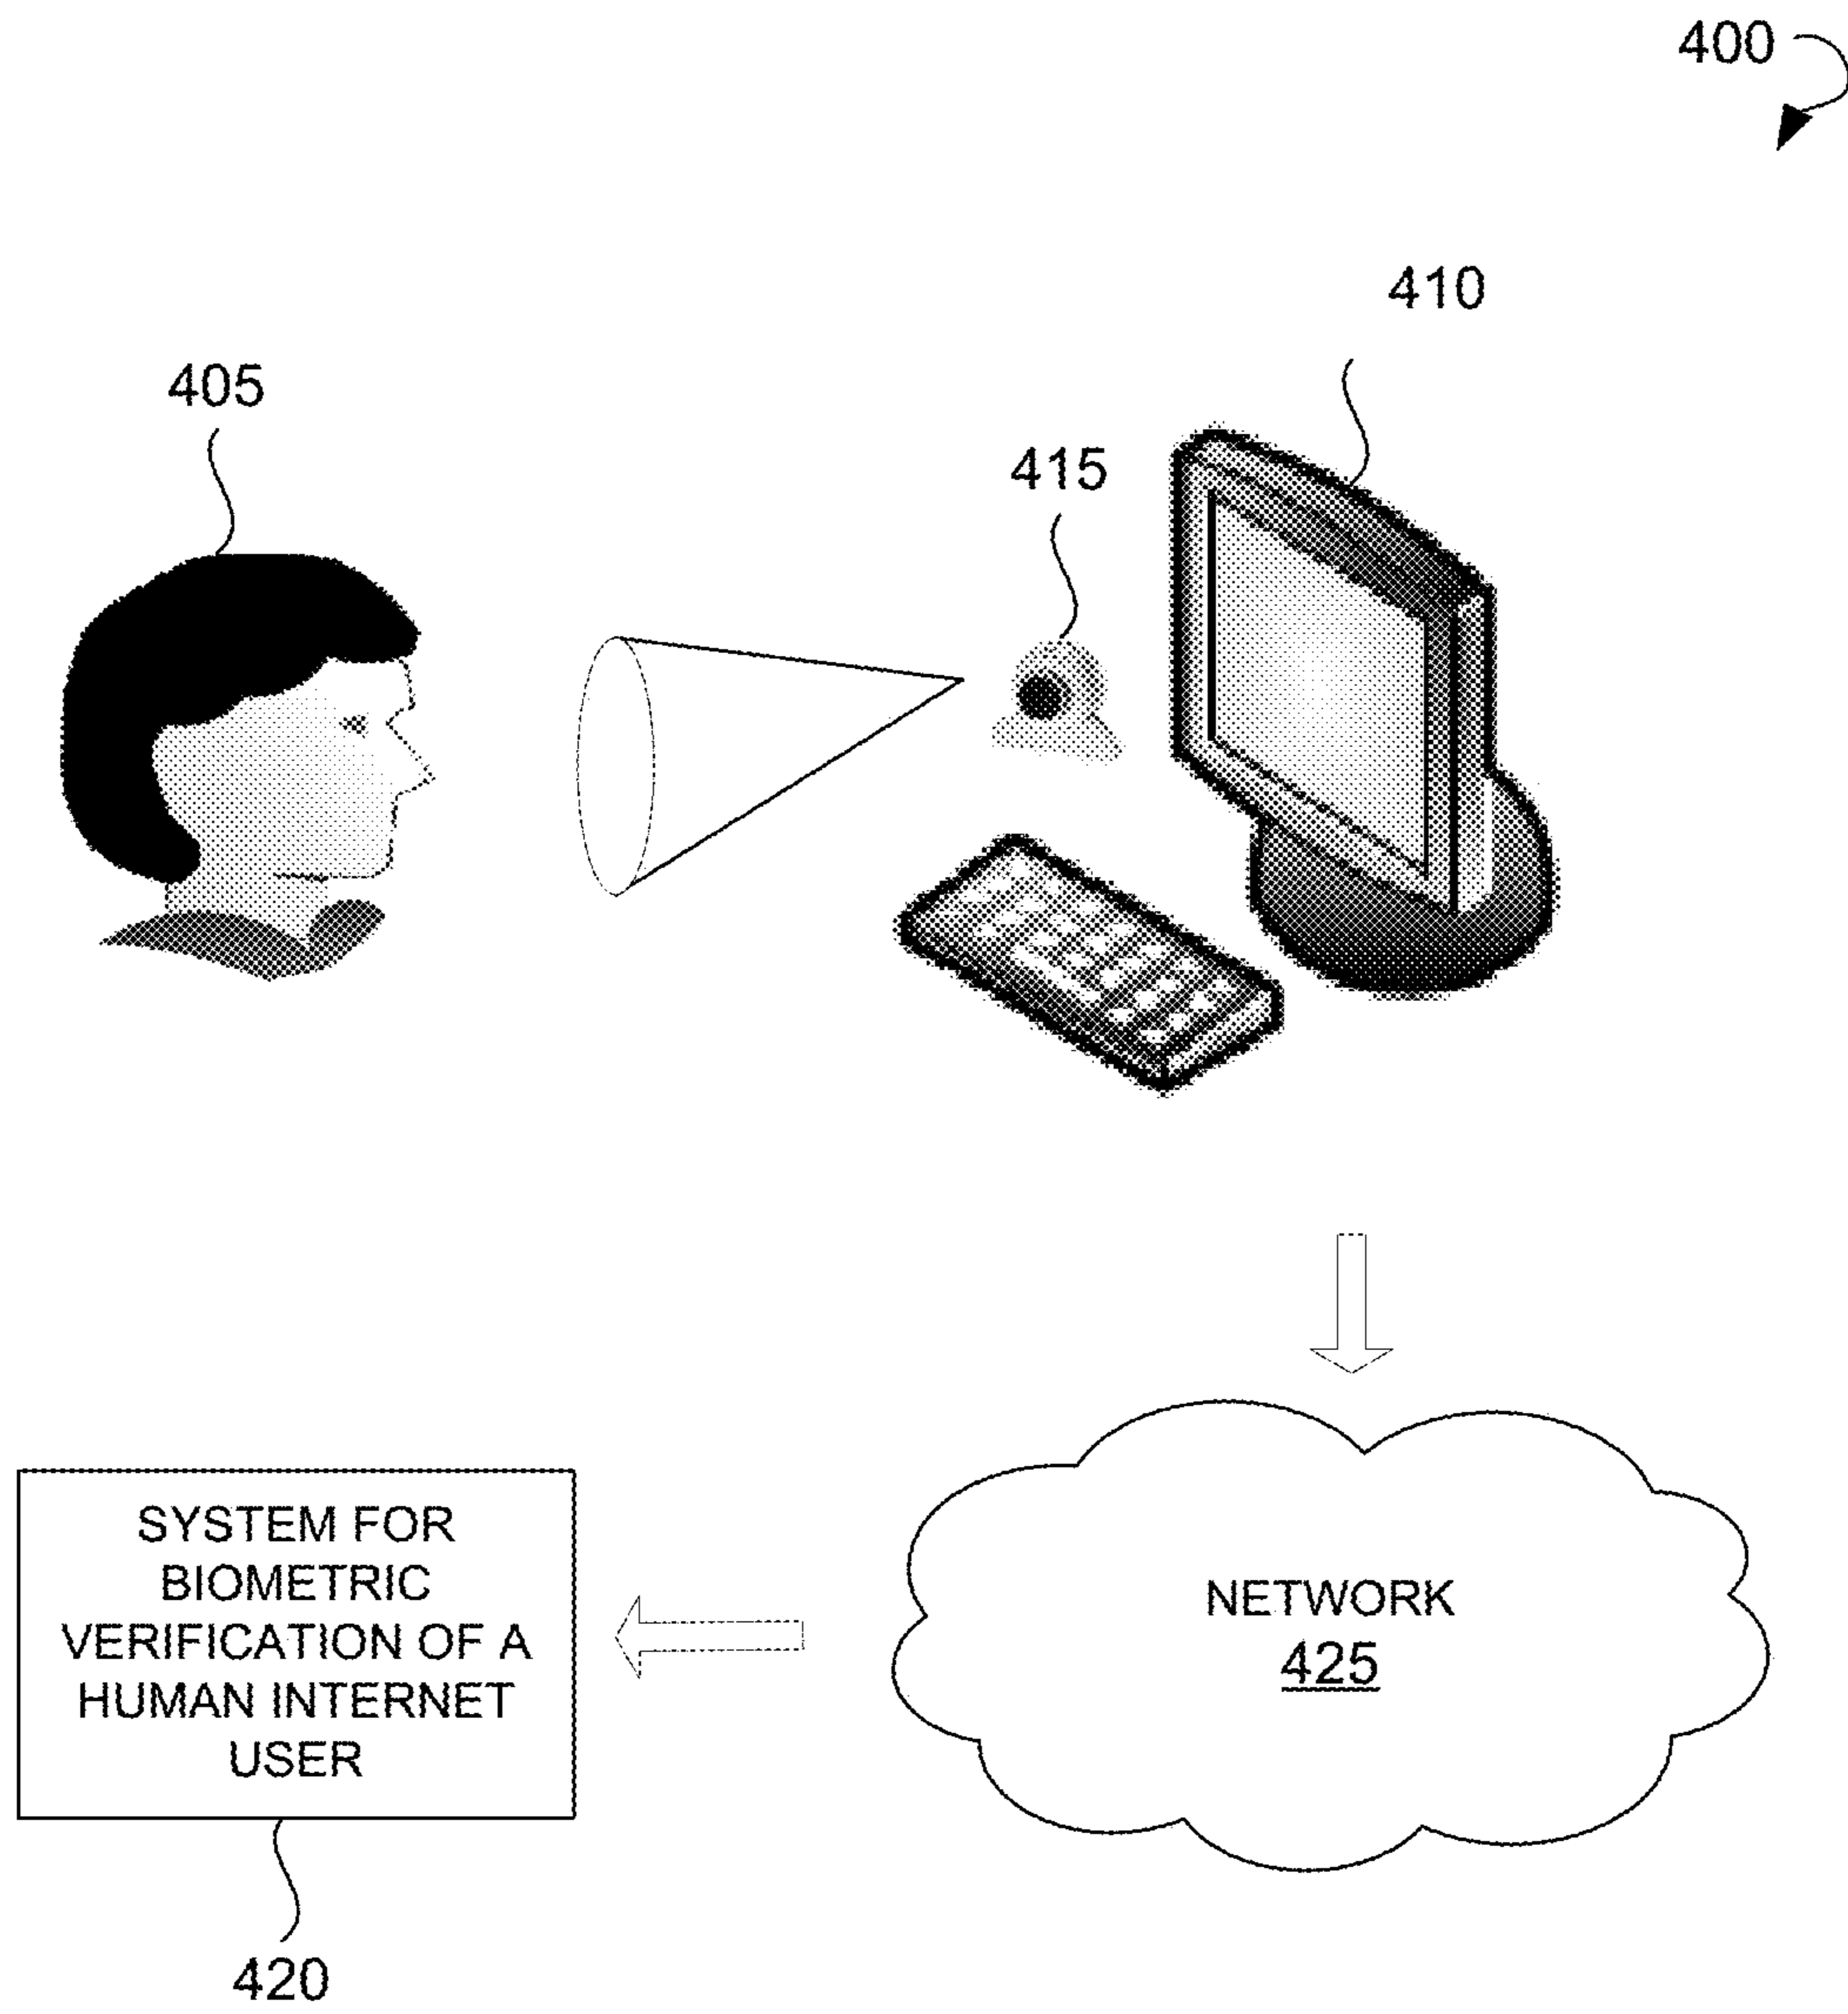 400
410
405
415
SYSTEM FOR
BIOMETRIC
VERIFICATION OF A
HUMAN INTERNET
USER
NETWORK
425
420